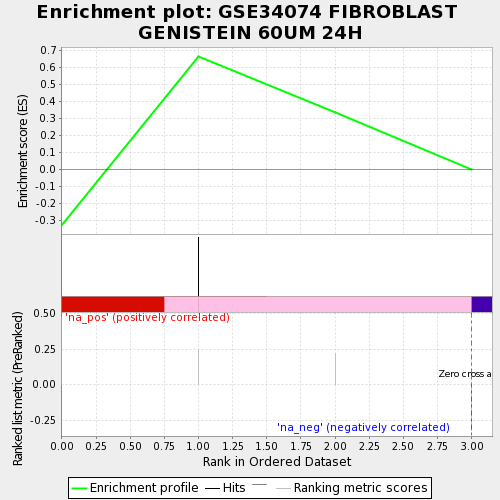 Enrichment plot: GSE34074 FIBROBLAST
GENISTEIN 60UM 24H
Enrichment score (ES)
0.7
0.6
0.5
0.4
0.3
0.2
0.1
0.0
-0.1
-0.2
-0.3
Ranked list metric (PreRanked)
'na_pos' (positively correlated)
0.50
0.25
0.00
-0.25
Zero cross a
'na_neg' (negatively correlated)
0.00 0.25 0.50 0.75 1.00 1.25 1.50 1.75 2.00 2.25 2.50 2.75 3.00
Rank in Ordered Dataset
Enrichment profile Hits Ranking metric scores